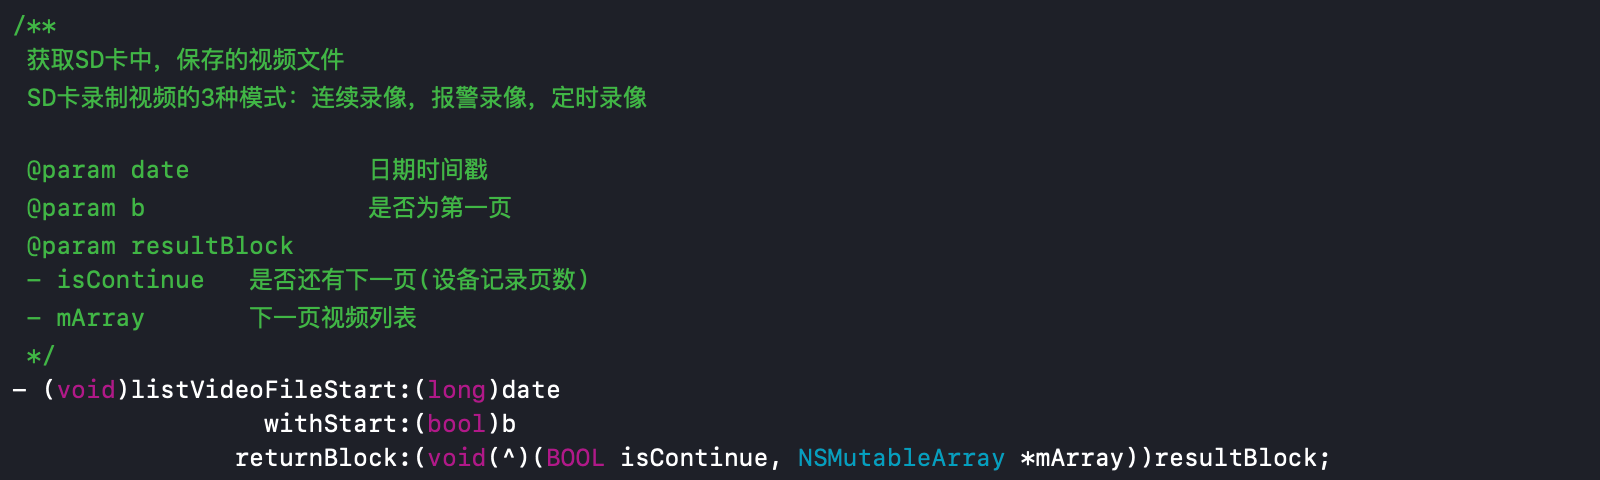 /**
获取SD卡中，保存的视频文件
SD卡录制视频的3种模式：连续录像，报警录像，定时录像
@param date 日期时间戳
@param b 是否为第一页
@param resultBlock
- isContinue 是否还有下一页(设备记录页数)
- mArray 下一页视频列表
*/
- (void)listVideoFileStart:(long)date
withStart:(bool)b
returnBlock:(void(^)(BOOL isContinue, NSMutableArray *mArray))resultBlock;